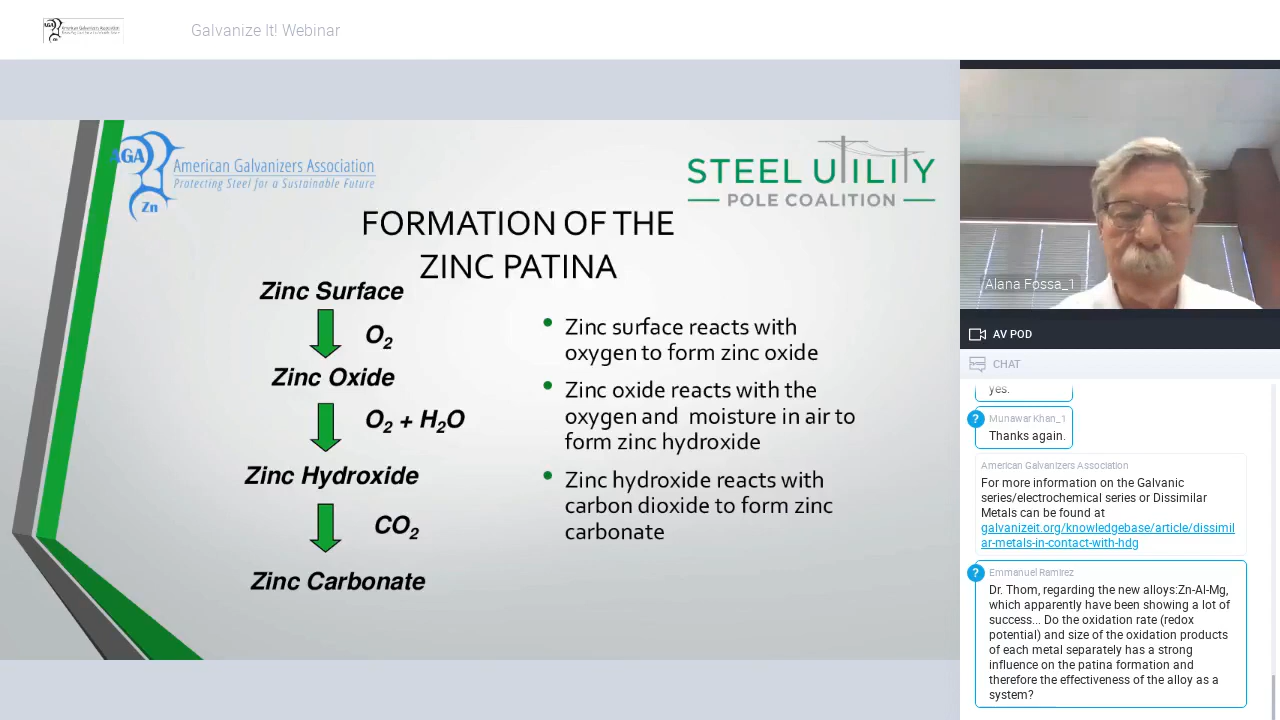 Galvanize It! Webinar
AGA
American Galvanizers Association
Protecting Steel for a Sustainable Future
Zn
STEEL UTILITY
POLE COALITION
FORMATION OF THE
ZINC PATINA
Zinc Surface
O2
Zinc Oxide
O2 + H2O
Zinc Hydroxide
CO2
Zinc Carbonate
• Zinc surface reacts with
oxygen to form zinc oxide
• Zinc oxide reacts with the
oxygen and moisture in air to
form zinc hydroxide
• Zinc hydroxide reacts with
carbon dioxide to form zinc
carbonate
Alana Fossa_1
AV POD
CHAT
yes.
?
Munawar Khan_1
Thanks again.
American Galvanizers Association
For more information on the Galvanic
series/electrochemical series or Dissimilar
Metals can be found at
galvanizeit.org/knowledgebase/article/dissimil
ar-metals-in-contact-with-hdg
?
Emmanuel Ramirez
Dr. Thom, regarding the new alloys:Zn-Al-Mg,
which apparently have been showing a lot of
success... Do the oxidation rate (redox
potential) and size of the oxidation products
of each metal separately has a strong
influence on the patina formation and
therefore the effectiveness of the alloy as a
system?